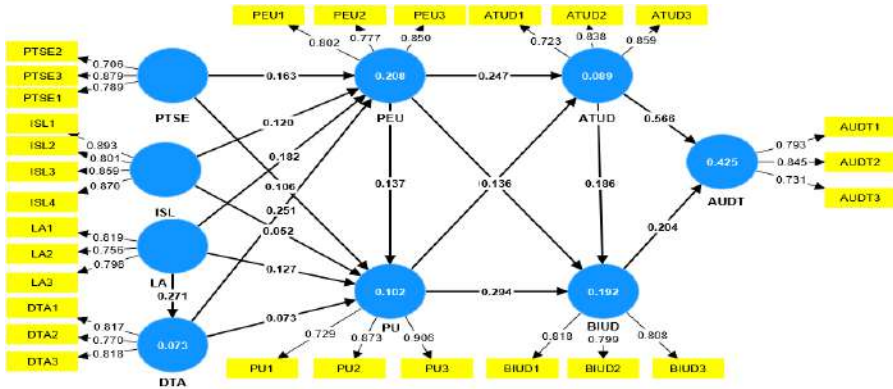 PEU1
PEU2
PEU3
ATUD1
ATUD2
ATUD3
0.802
0.777
0.850
0.723
0.838
0.859
PTSE2
PTSE3
PTSE1
0.706
0.879
0.789
PTSE
0.163
0.208
PEU
0.247
0.089
ATUD
0.566
ISL1
ISL2
ISL3
ISL4
0.893
0.801
0.859
0.870
ISL
0.120
0.182
0.106
0.251
0.052
0.137
0.136
0.186
0.425
AUDT
0.793
0.845
0.731
AUDT1
AUDT2
AUDT3
0.204
LA1
LA2
LA3
0.819
0.756
0.798
LA
0.271
0.127
0.073
0.102
PU
0.294
0.192
BIUD
DTA1
DTA2
DTA3
0.817
0.770
0.818
0.073
DTA
0.729
0.873
0.906
0.818
0.799
0.808
PU1
PU2
PU3
BIUD1
BIUD2
BIUD3